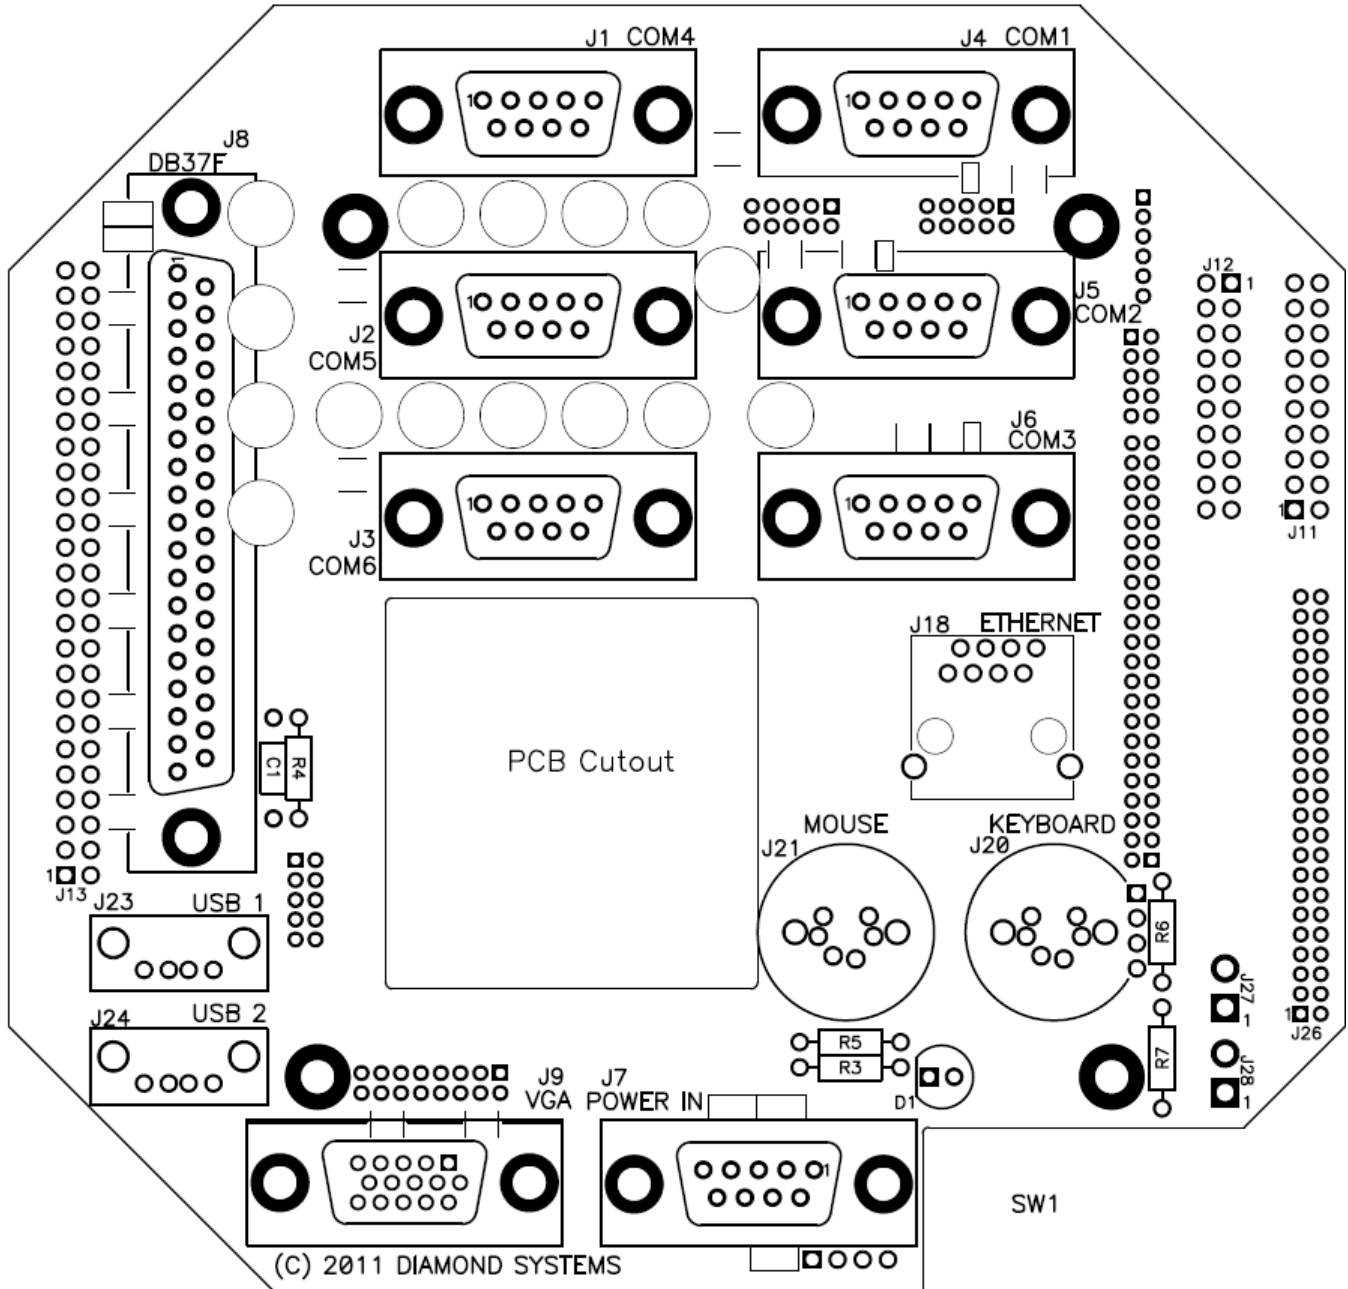 J1 COM4
J4 COM1
1
1
J8
DB37F
1
J12
1
J5
COM2
J2
COM5
1
1
J6
COM3
J3
COM6
1
1
1
J11
J18 ETHERNET
PCB Cutout
C1
R4
MOUSE
KEYBOARD
J21
J20
1
J13
J23 USB 1
R6
J27
1
J24 USB 2
1
J26
R5
R3
R7
J28
1
D1
J9
VGA
J7
POWER IN
1
SW1
(C) 2011 DIAMOND SYSTEMS